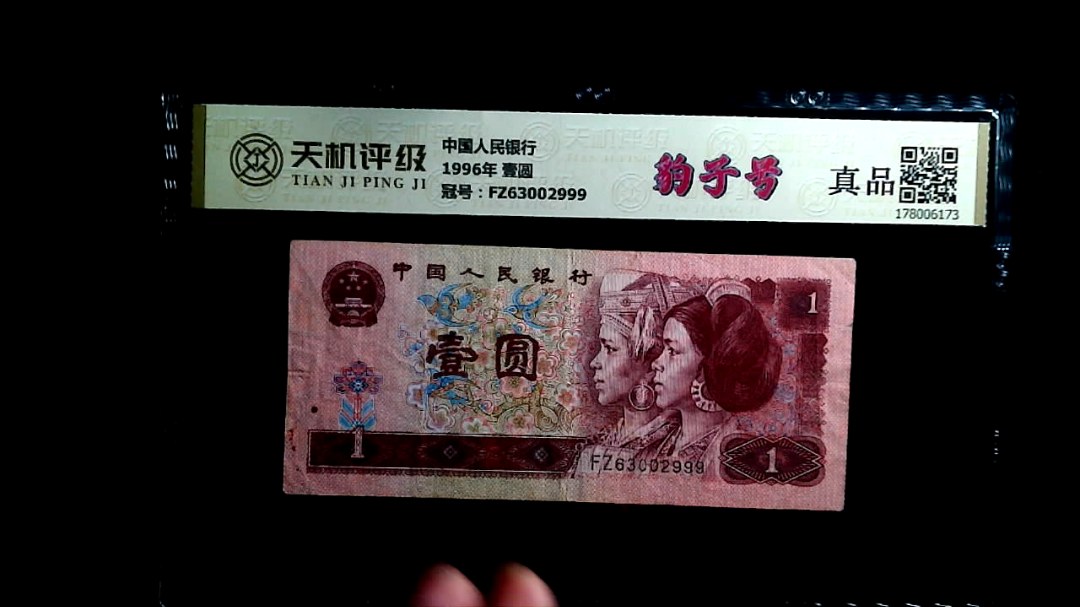 天机评级
TIAN JI PING JI
中国人民银行
1996年 壹圆
冠号：FZ63002999
豹子号
真品
178006173
中国人民银行
1
壹圆
1
FZ63002999
1